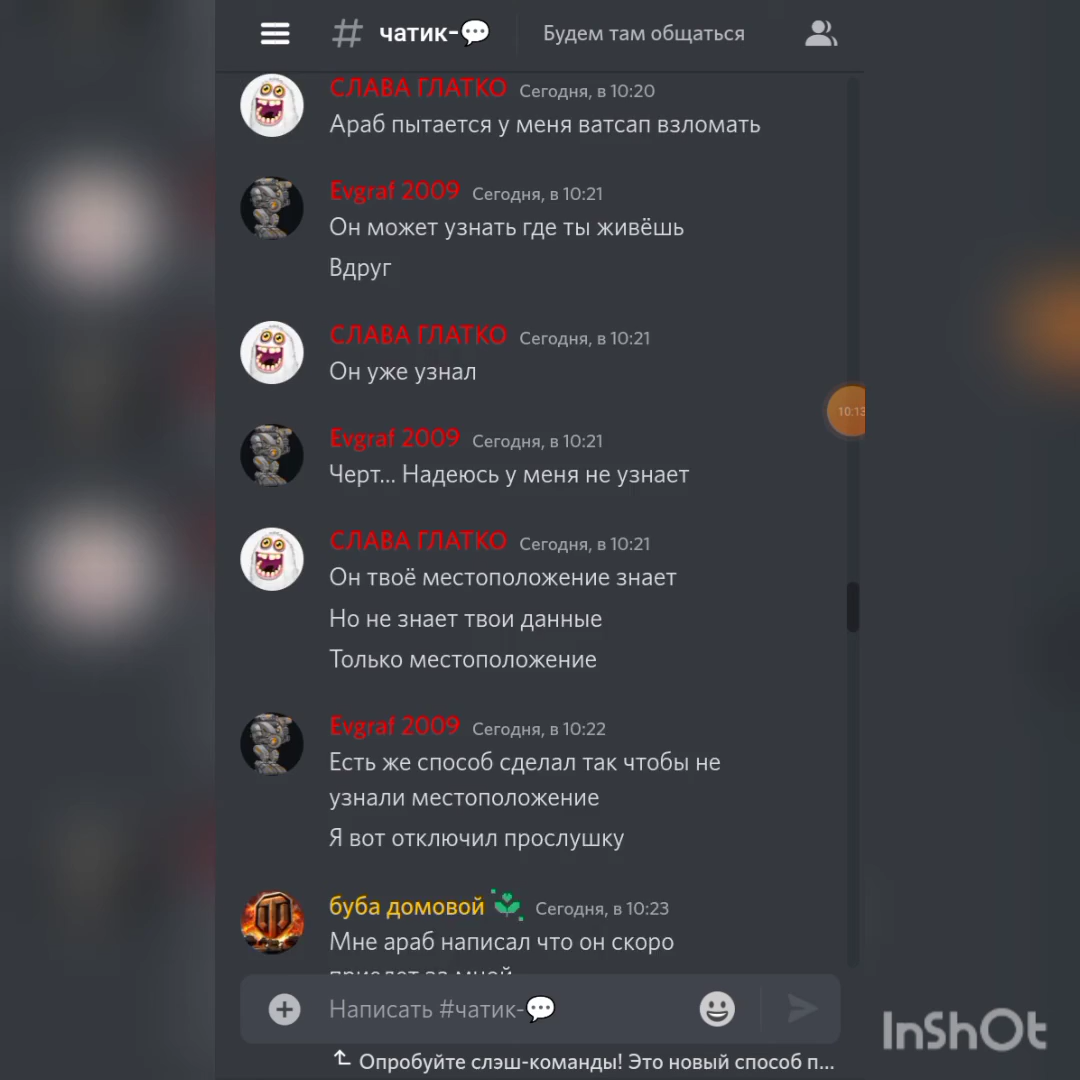 # чатик-💬 Будем там общаться
СЛАВА ГЛАТКО Сегодня, в 10:20
Араб пытается у меня ватсап взломать
Evgraf 2009 Сегодня, в 10:21
Он может узнать где ты живёшь
Вдруг
СЛАВА ГЛАТКО Сегодня, в 10:21
Он уже узнал
10:13
Evgraf 2009 Сегодня, в 10:21
Черт... Надеюсь у меня не узнает
СЛАВА ГЛАТКО Сегодня, в 10:21
Он твоё местоположение знает
Но не знает твои данные
Только местоположение
Evgraf 2009 Сегодня, в 10:22
Есть же способ сделал так чтобы не
узнали местоположение
Я вот отключил прослушку
буба домовой Сегодня, в 10:23
Мне араб написал что он скоро
Написать #чатик-💬
Опробуйте слэш-команды! Это новый способ п...
InShOt